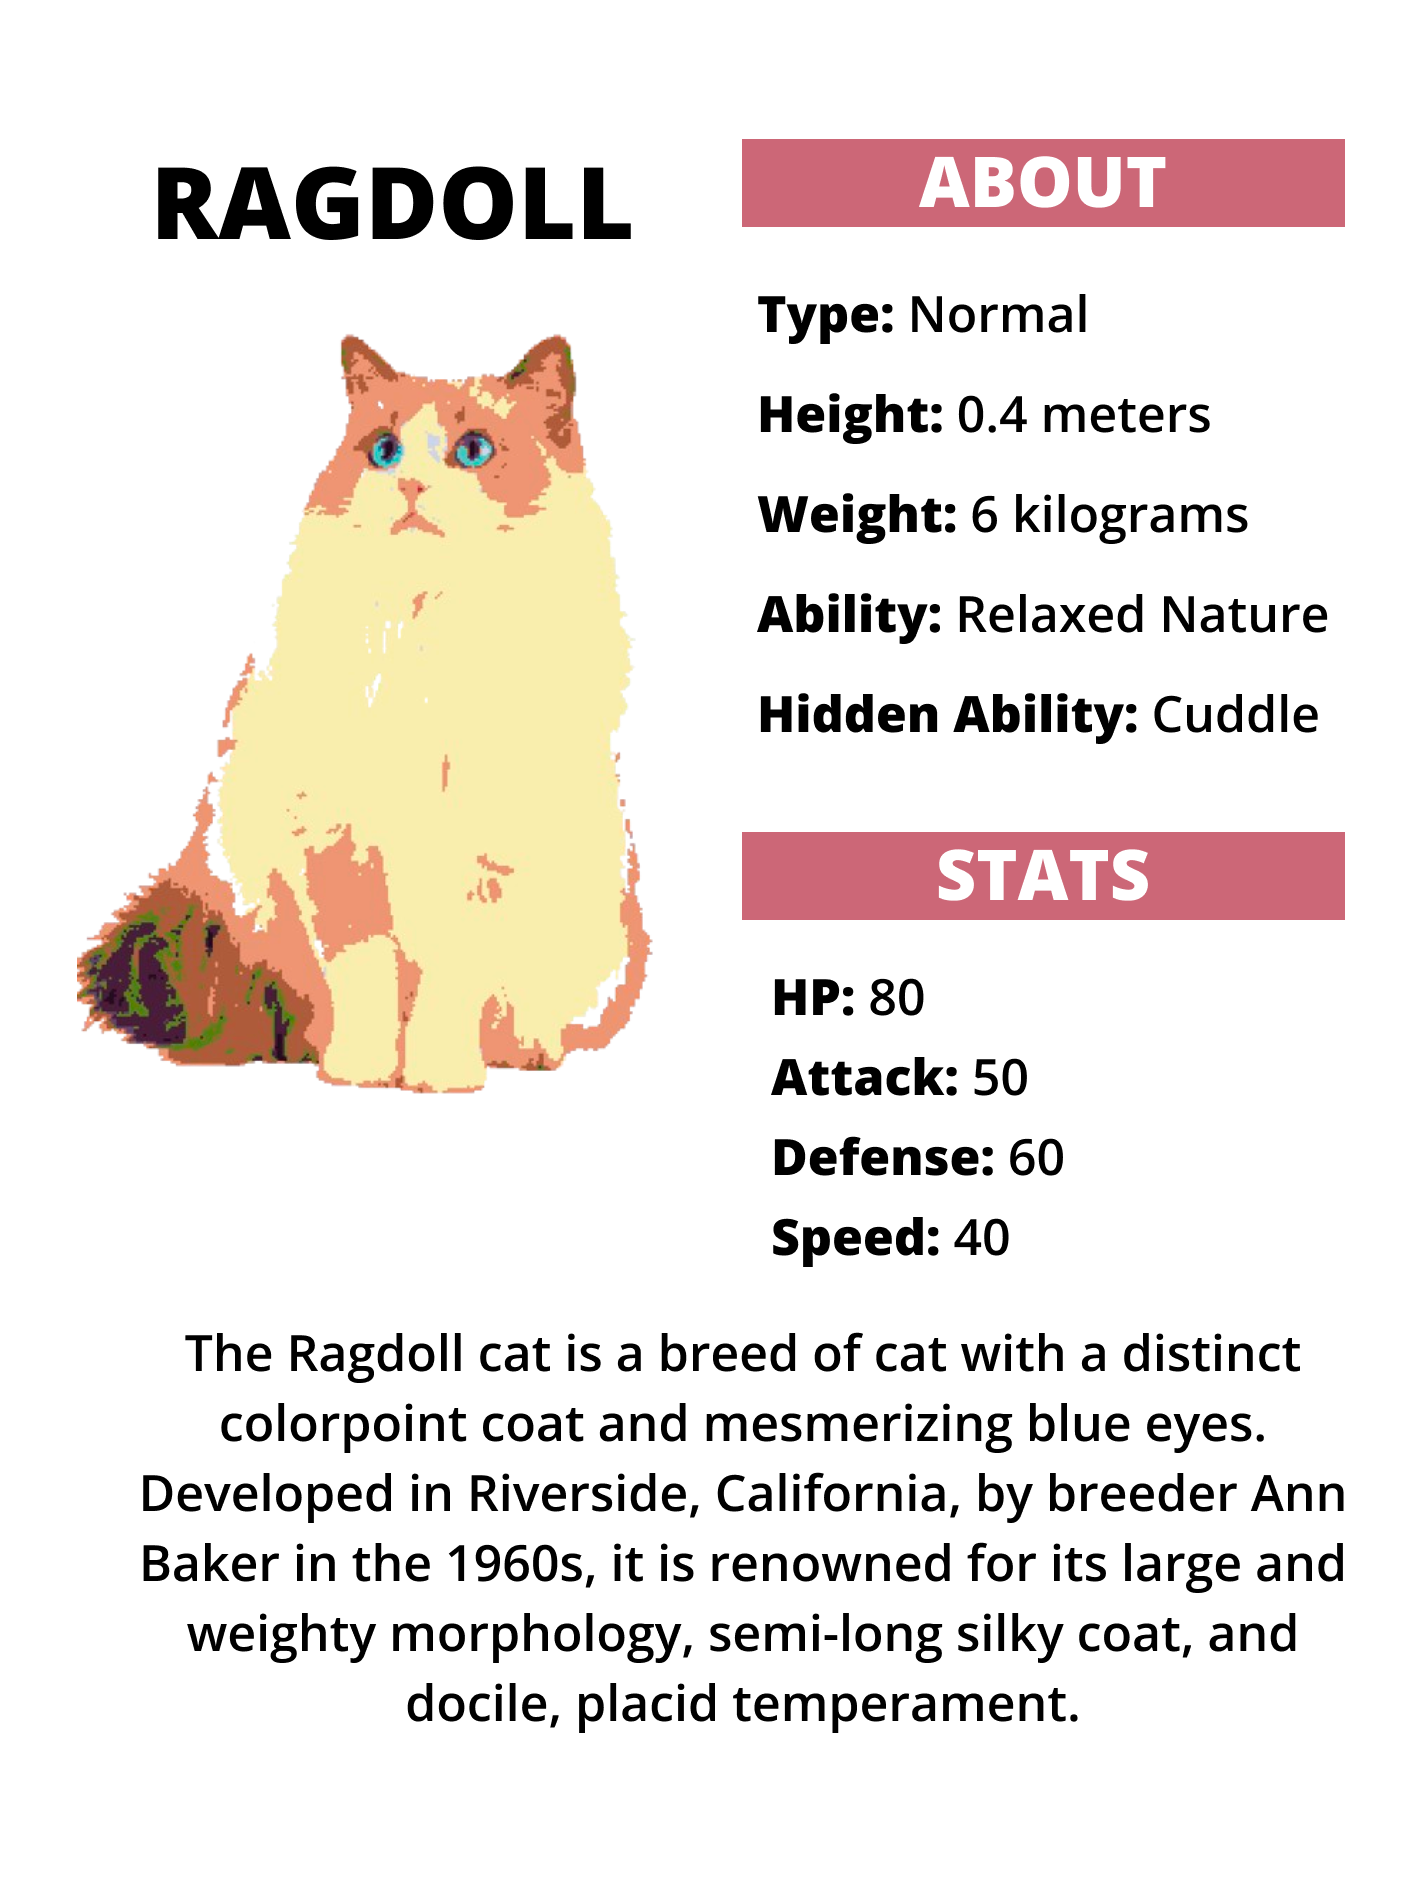 RAGDOLL
ABOUT
Type: Normal
Height: 0.4 meters
Weight: 6 kilograms
Ability: Relaxed Nature
Hidden Ability: Cuddle
STATS
HP: 80
Attack: 50
Defense: 60
Speed: 40
The Ragdoll cat is a breed of cat with a distinct
colorpoint coat and mesmerizing blue eyes.
Developed in Riverside, California, by breeder Ann
Baker in the 1960s, it is renowned for its large and
weighty morphology, semi-long silky coat, and
docile, placid temperament.